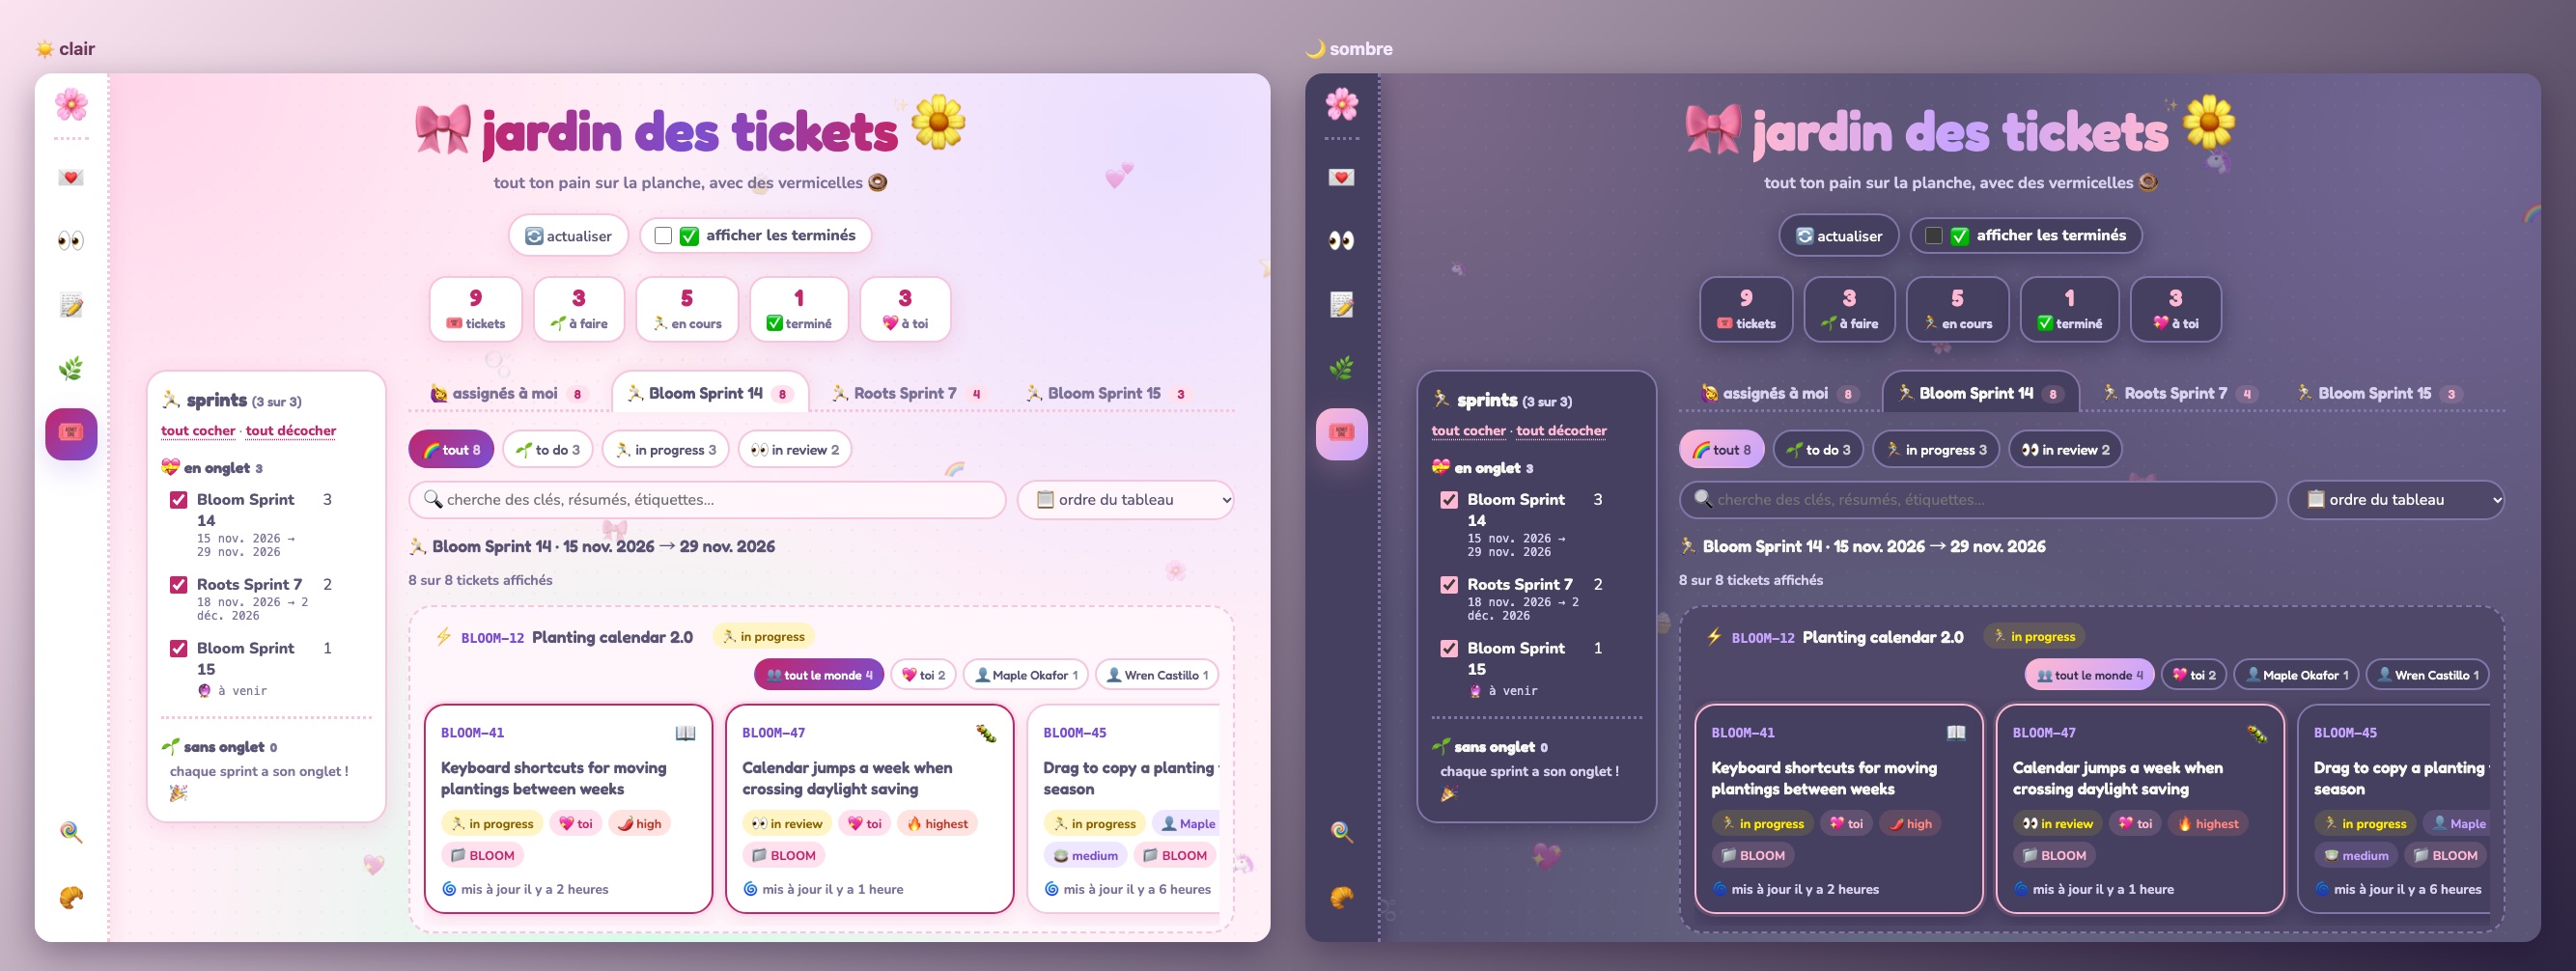 clair
jardin des tickets
tout ton pain sur la planche, avec des vermicelles
actualiser
afficher les terminés
9 tickets
3 à faire
5 en cours
1 terminé
3 à toi
sprints (3 sur 3)
tout cocher · tout décocher
en onglet 3
Bloom Sprint 3
14
15 nov. 2026 →
29 nov. 2026
Roots Sprint 7 2
18 nov. 2026 → 2
déc. 2026
Bloom Sprint 1
15
à venir
sans onglet 0
chaque sprint a son onglet !
assignés à moi 8
Bloom Sprint 14 8
Roots Sprint 7 4
Bloom Sprint 15 3
tout 8
to do 3
in progress 3
in review 2
cherche des clés, résumés, étiquettes...
ordre du tableau
Bloom Sprint 14 · 15 nov. 2026 → 29 nov. 2026
8 sur 8 tickets affichés
BLOOM-12 Planting calendar 2.0 in progress
tout le monde 4
toi 2
Maple Okafor 1
Wren Castillo 1
BLOOM-41
Keyboard shortcuts for moving
plantings between weeks
in progress toi high
BLOOM
mis à jour il y a 2 heures
BLOOM-47
Calendar jumps a week when
crossing daylight saving
in review toi highest
BLOOM
mis à jour il y a 1 heure
BLOOM-45
Drag to copy a planting
season
in progress Maple
medium BLOOM
mis à jour il y a 6 heures
sombre
jardin des tickets
tout ton pain sur la planche, avec des vermicelles
actualiser
afficher les terminés
9 tickets
3 à faire
5 en cours
1 terminé
3 à toi
sprints (3 sur 3)
tout cocher · tout décocher
en onglet 3
Bloom Sprint 3
14
15 nov. 2026 →
29 nov. 2026
Roots Sprint 7 2
18 nov. 2026 → 2
déc. 2026
Bloom Sprint 1
15
à venir
sans onglet 0
chaque sprint a son onglet !
assignés à moi 8
Bloom Sprint 14 8
Roots Sprint 7 4
Bloom Sprint 15 3
tout 8
to do 3
in progress 3
in review 2
cherche des clés, résumés, étiquettes...
ordre du tableau
Bloom Sprint 14 · 15 nov. 2026 → 29 nov. 2026
8 sur 8 tickets affichés
BLOOM-12 Planting calendar 2.0 in progress
tout le monde 4
toi 2
Maple Okafor 1
Wren Castillo 1
BLOOM-41
Keyboard shortcuts for moving
plantings between weeks
in progress toi high
BLOOM
mis à jour il y a 2 heures
BLOOM-47
Calendar jumps a week when
crossing daylight saving
in review toi highest
BLOOM
mis à jour il y a 1 heure
BLOOM-45
Drag to copy a planting
season
in progress Maple
medium BLOOM
mis à jour il y a 6 heures